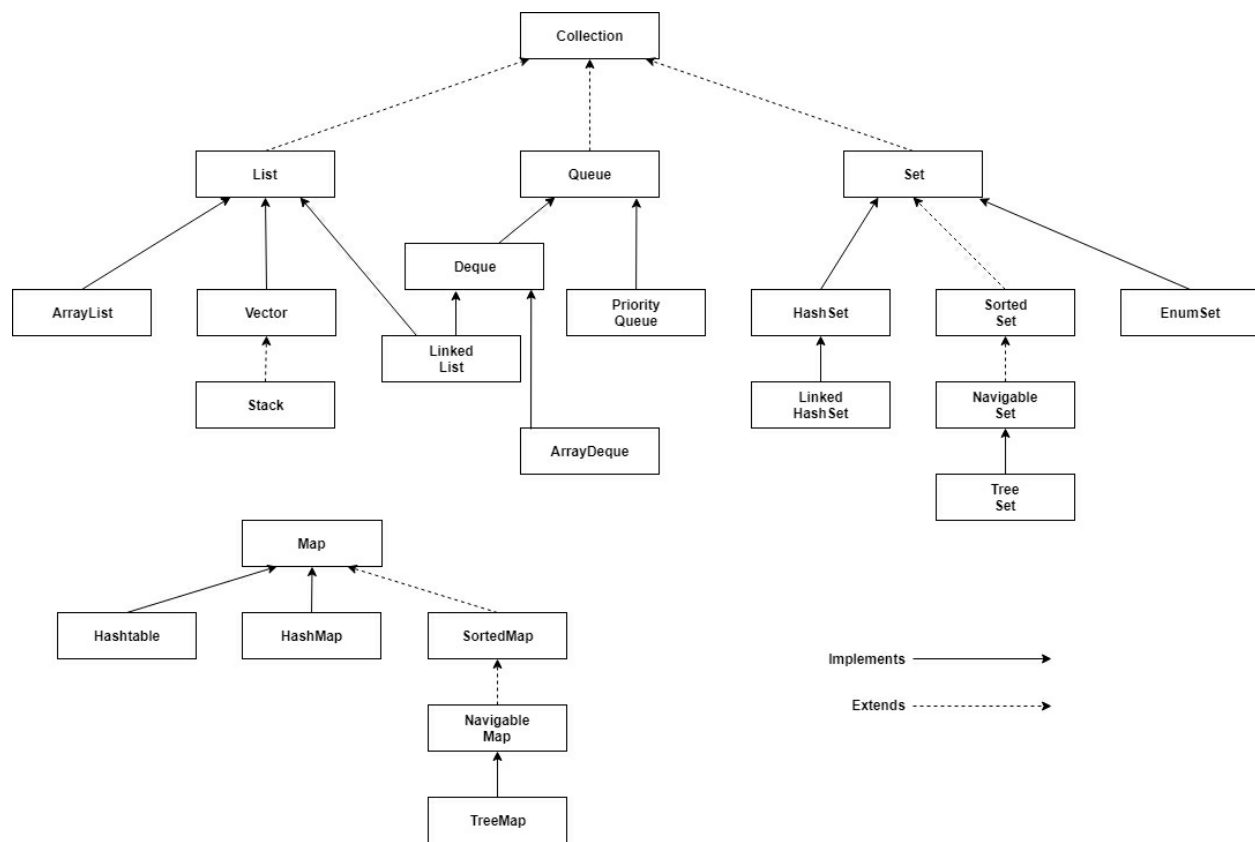 Collection
List
Queue
Set
Deque
ArrayList
Vector
Linked
List
Priority
Queue
HashSet
Sorted
Set
EnumSet
Stack
Linked
HashSet
Navigable
Set
ArrayDeque
Tree
Set
Map
Hashtable
HashMap
SortedMap
Navigable
Map
TreeMap
Implements
Extends